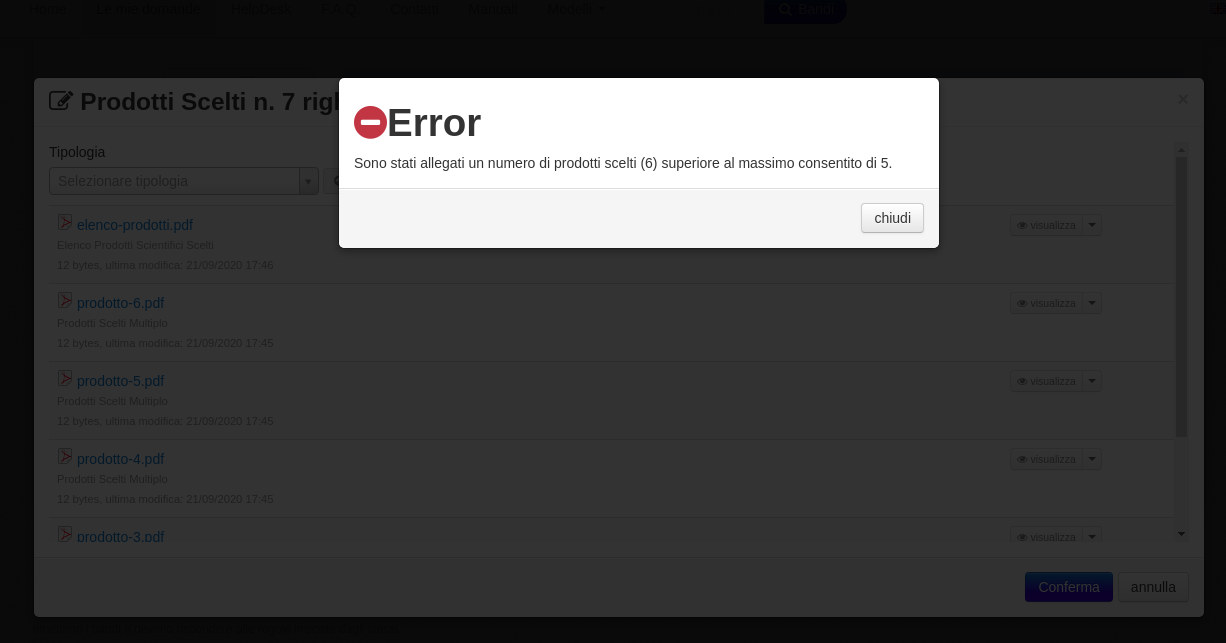 Home Le mie domande HelpDesk F.A.Q. Contatti Manuali Modelli Bandi
Prodotti Scelti n. 7 righ
×
Error
Sono stati allegati un numero di prodotti scelti (6) superiore al massimo consentito di 5.
chiudi
Tipologia
Selezionare tipologia
elenco-prodotti.pdf
visualizza
Elenco Prodotti Scientifici Scelti
12 bytes, ultima modifica: 21/09/2020 17:46
prodotto-6.pdf
visualizza
Prodotti Scelti Multiplo
12 bytes, ultima modifica: 21/09/2020 17:45
prodotto-5.pdf
visualizza
Prodotti Scelti Multiplo
12 bytes, ultima modifica: 21/09/2020 17:45
prodotto-4.pdf
visualizza
Prodotti Scelti Multiplo
12 bytes, ultima modifica: 21/09/2020 17:45
prodotto-3.pdf
visualizza
Conferma annulla